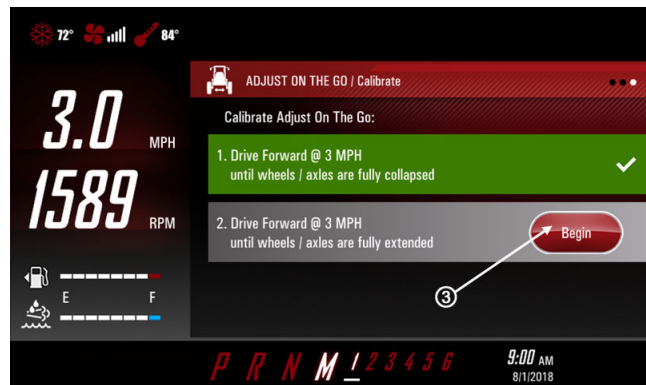 72° 84°
ADJUST ON THE GO / Calibrate
3.0 MPH
Calibrate Adjust On The Go:
1. Drive Forward @ 3 MPH
until wheels / axles are fully collapsed
1589 RPM
2. Drive Forward @ 3 MPH
until wheels / axles are fully extended
Begin
3
E F
P R N M 1 2 3 4 5 6
9:00 AM
8/1/2018